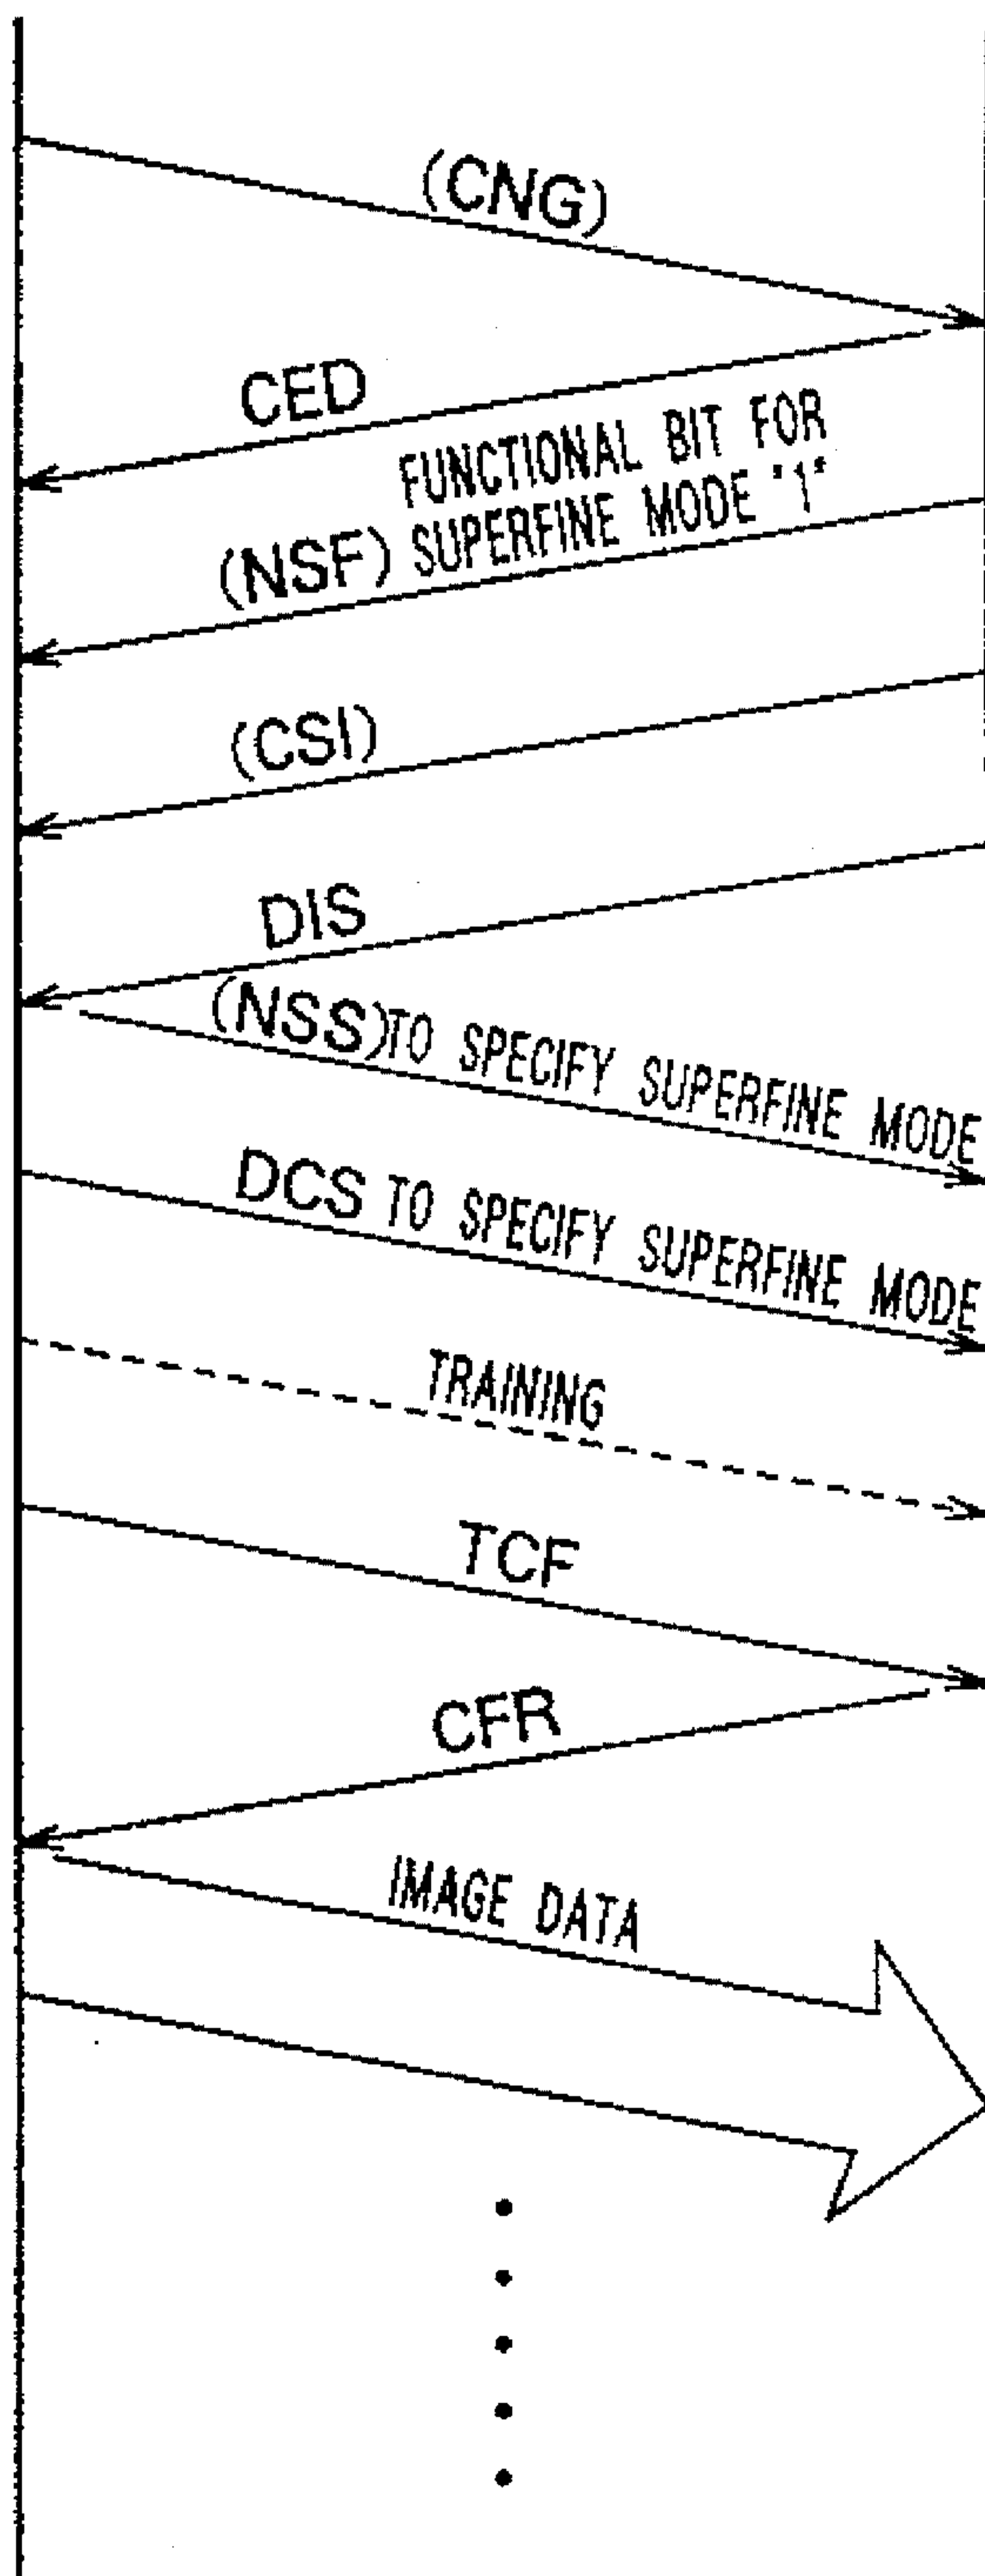 (CNG)
CED
FUNCTIONAL BIT FOR
(NSF) SUPERFINE MODE "1"
(CSI)
DIS
(NSS) TO SPECIFY SUPERFINE MODE
DCS TO SPECIFY SUPERFINE MODE
TRAINING
TCF
CFR
IMAGE DATA